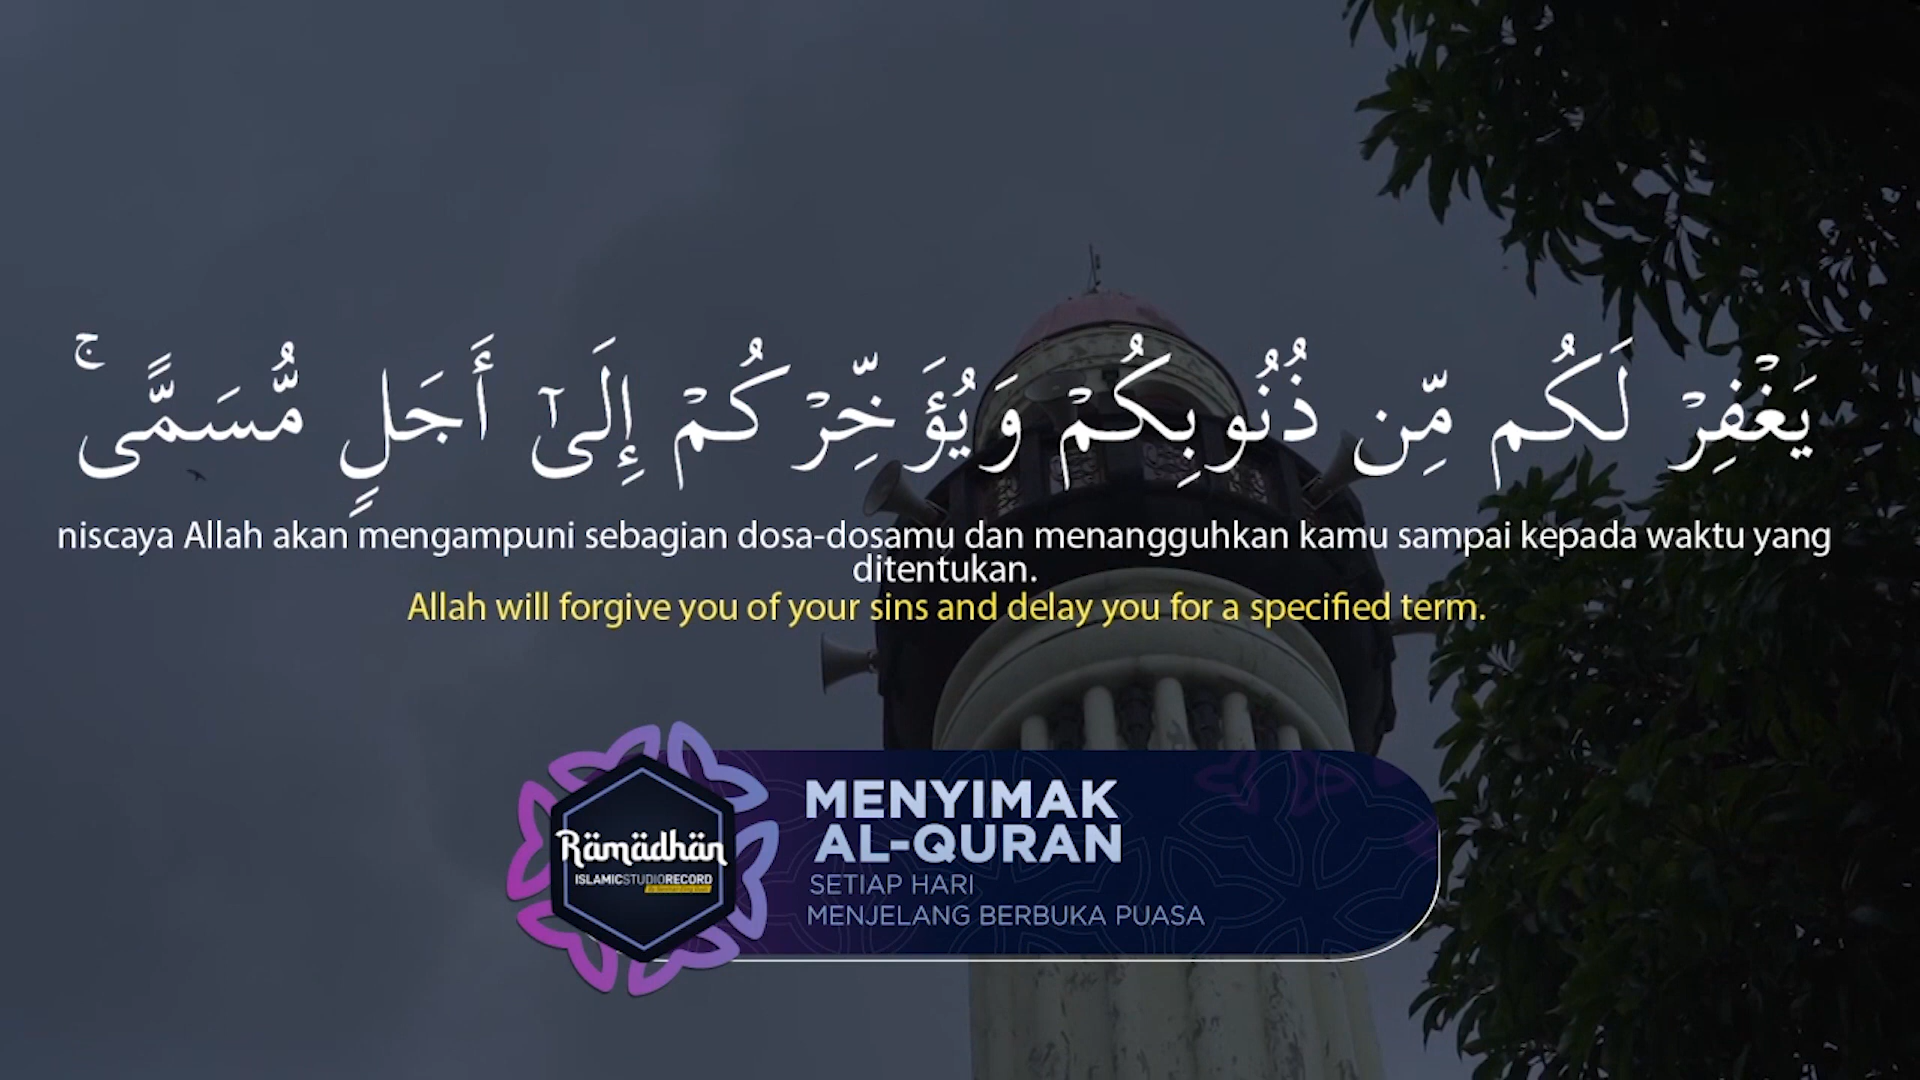 يَغْفِرْ لَكُم مِّن ذُنُوبِكُمْ وَيُؤَخِّرْكُمْ إِلَىٰٓ أَجَلٍ مُّسَمًّى ۚ
niscaya Allah akan mengampuni sebagian dosa-dosamu dan menangguhkan kamu sampai kepada waktu yang
ditentukan.
Allah will forgive you of your sins and delay you for a specified term.
Rämädhän
ISLAMICSTUDIORECORD
MENYIMAK
AL-QURAN
SETIAP HARI
MENJELANG BERBUKA PUASA